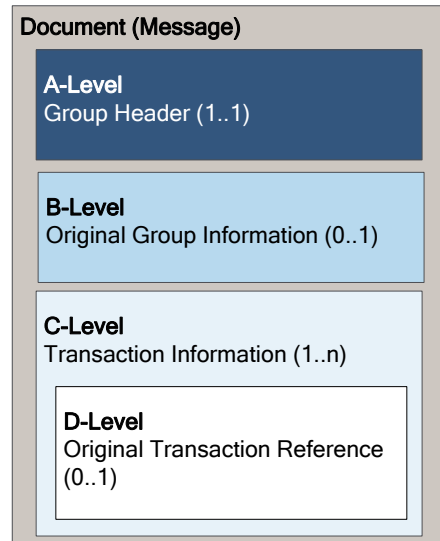 Document (Message)
A-Level
Group Header (1..1)
B-Level
Original Group Information (0..1)
C-Level
Transaction Information (1..n)
D-Level
Original Transaction Reference
(0..1)